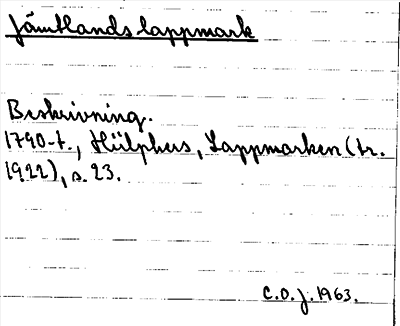 Jämtlands lappmark
Beskrivning.
1790-t., Hülphers, Lappmarken (tr.
1922), s. 23.
C.O.J. 1963.